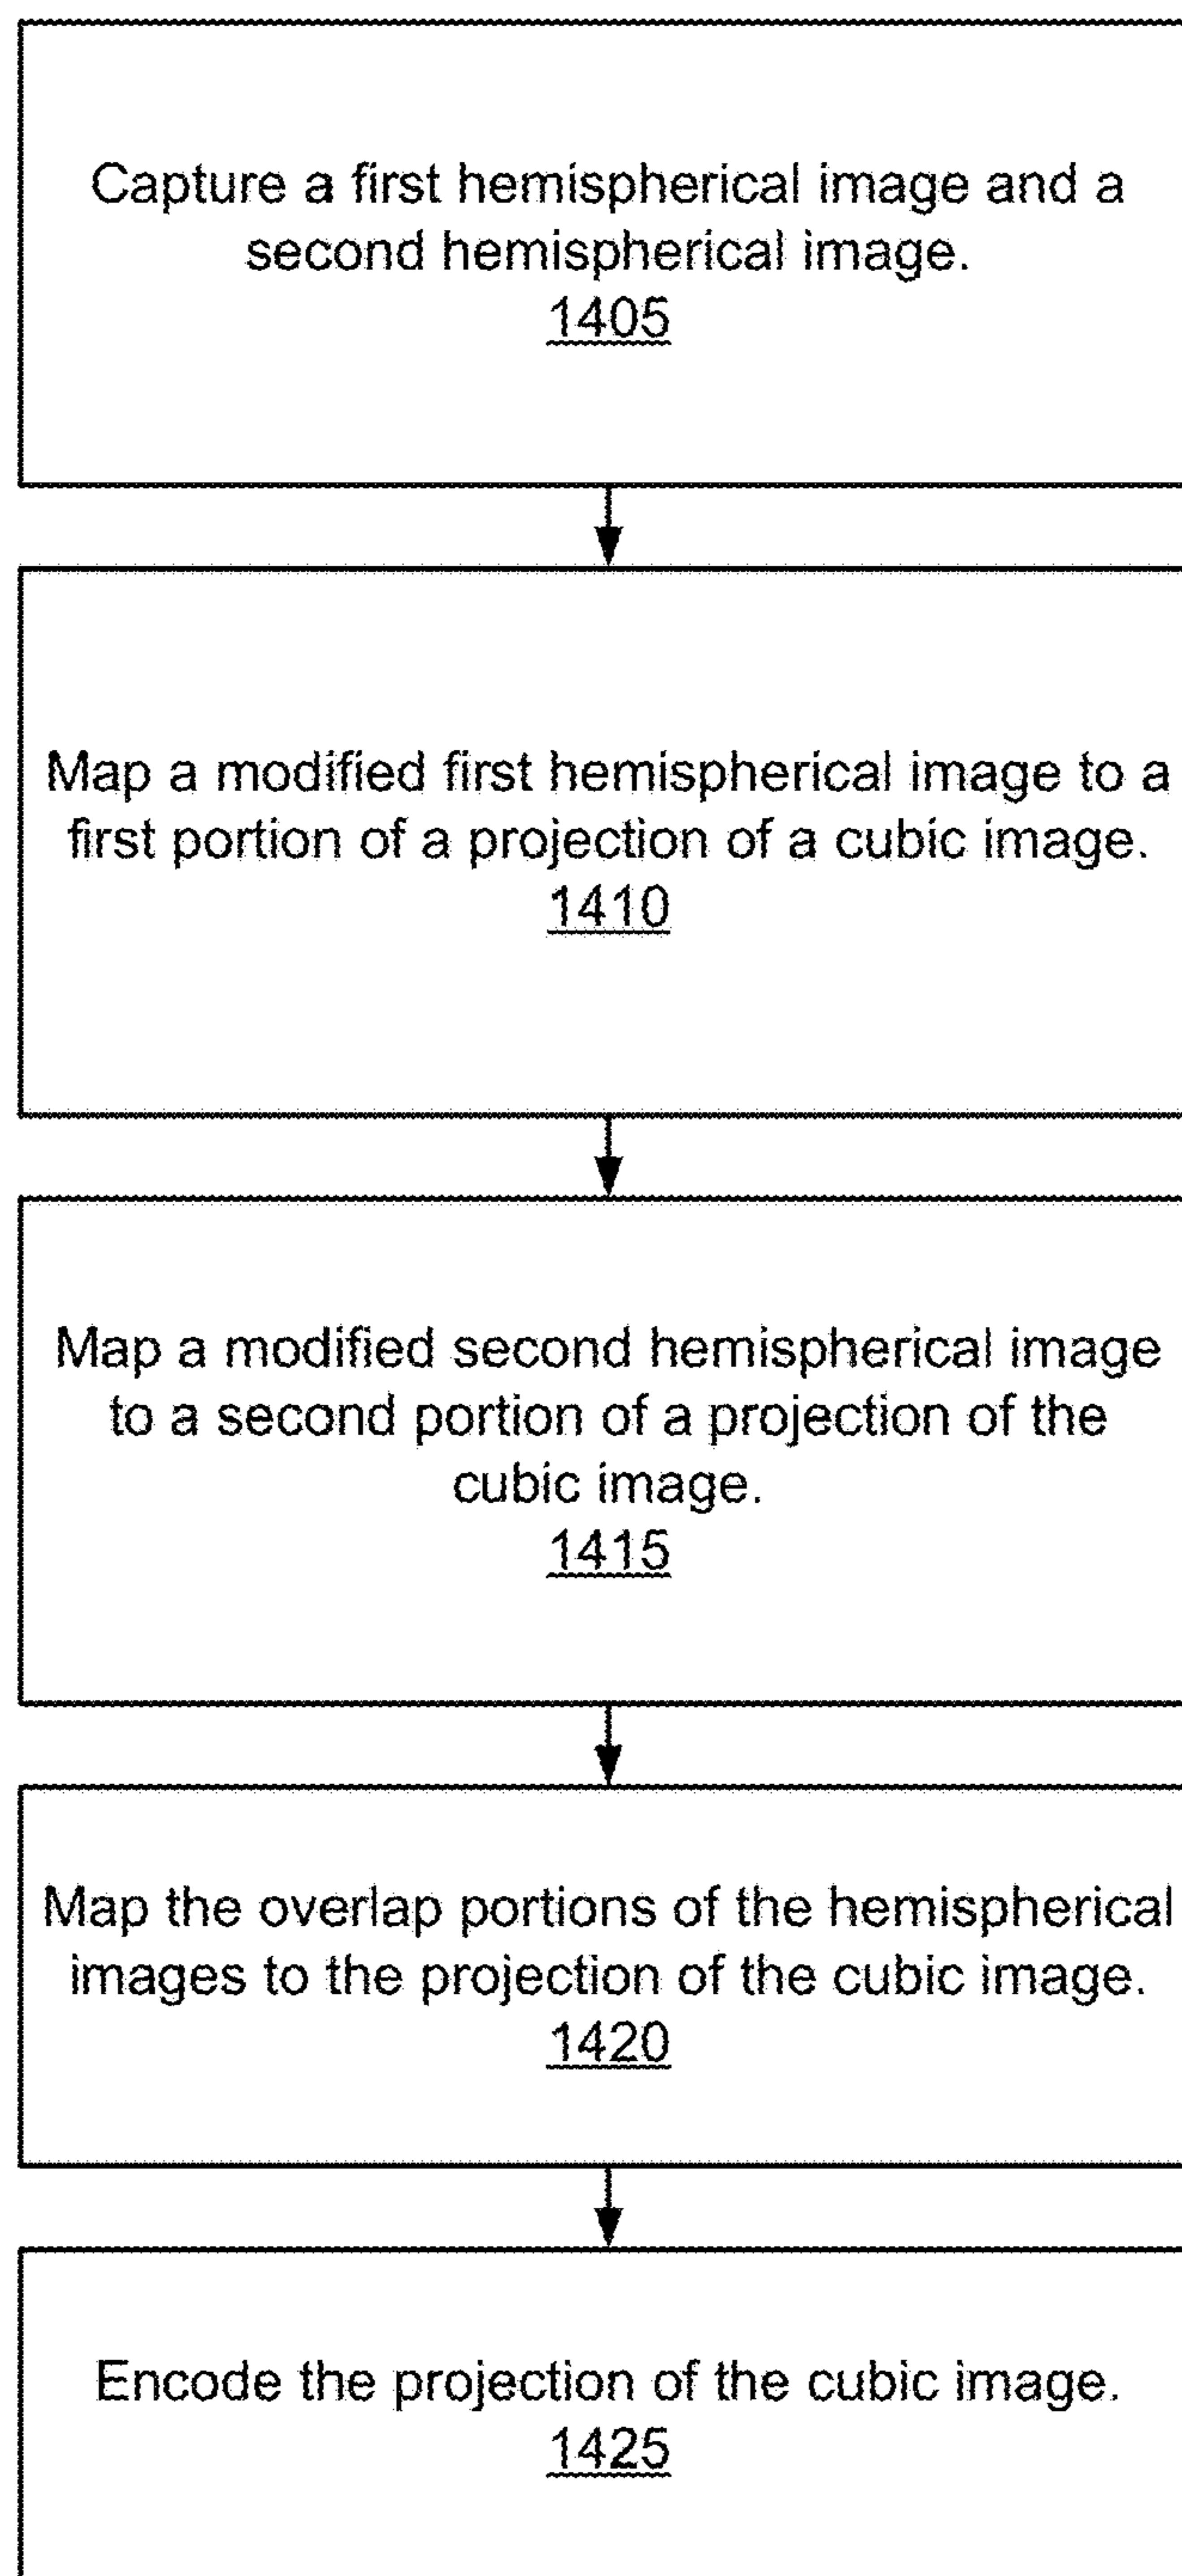 Capture a first hemispherical image and a
second hemispherical image.
1405
Map a modified first hemispherical image to a
first portion of a projection of a cubic image.
1410
Map a modified second hemispherical image
to a second portion of a projection of the
cubic image.
1415
Map the overlap portions of the hemispherical
images to the projection of the cubic image.
1420
Encode the projection of the cubic image.
1425